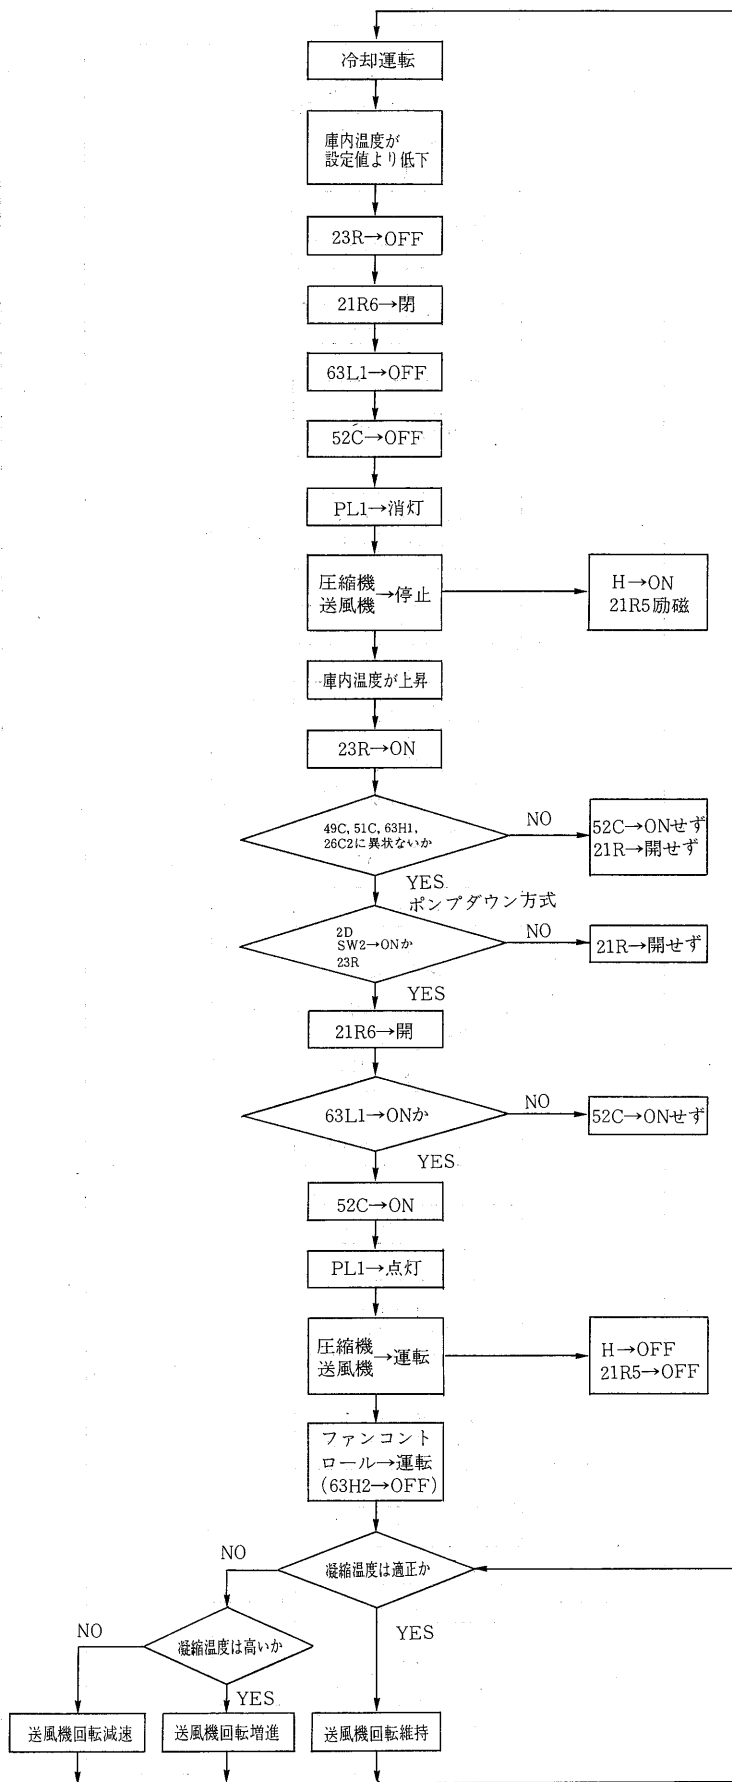 冷却運転
庫内温度が
設定値より低下
23R→OFF
21R6→閉
63L1→OFF
52C→OFF
PL1→消灯
圧縮機
送風機→停止
H→ON
21R5励磁
庫内温度が上昇
23R→ON
49C, 51C, 63H1,
26C2に異状ないか
NO
52C→ONせず
21R→開せず
YES
ポンプダウン方式
2D
SW2→ONか
23R
NO
21R→開せず
YES
21R6→開
63L1→ONか
NO
52C→ONせず
YES
52C→ON
PL1→点灯
圧縮機
送風機→運転
H→OFF
21R5→OFF
ファンコント
ロール→運転
(63H2→OFF)
凝縮温度は適正か
NO
YES
凝縮温度は高いか
NO
YES
送風機回転減速
送風機回転増進
送風機回転維持